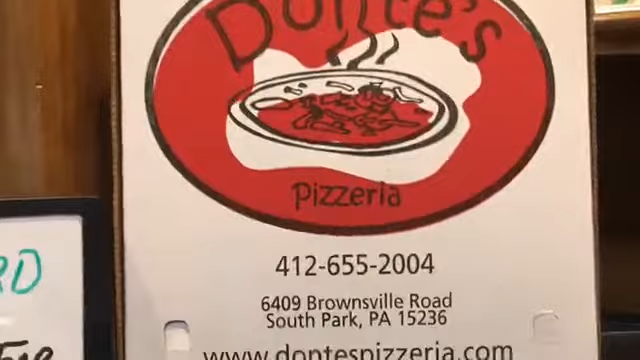 Donte's
Pizzeria
412-655-2004
6409 Brownsville Road
South Park, PA 15236
www.dontespizzeria.com